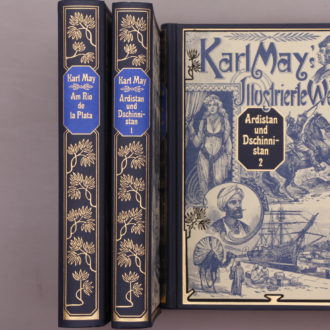 Karl May
Am Rio
de
la Plata
Karl May
Ardistan
und
Dschinni-
stan
1
Karl May's
Illustrierte We
Ardistan
und
Dschinni-
stan
2